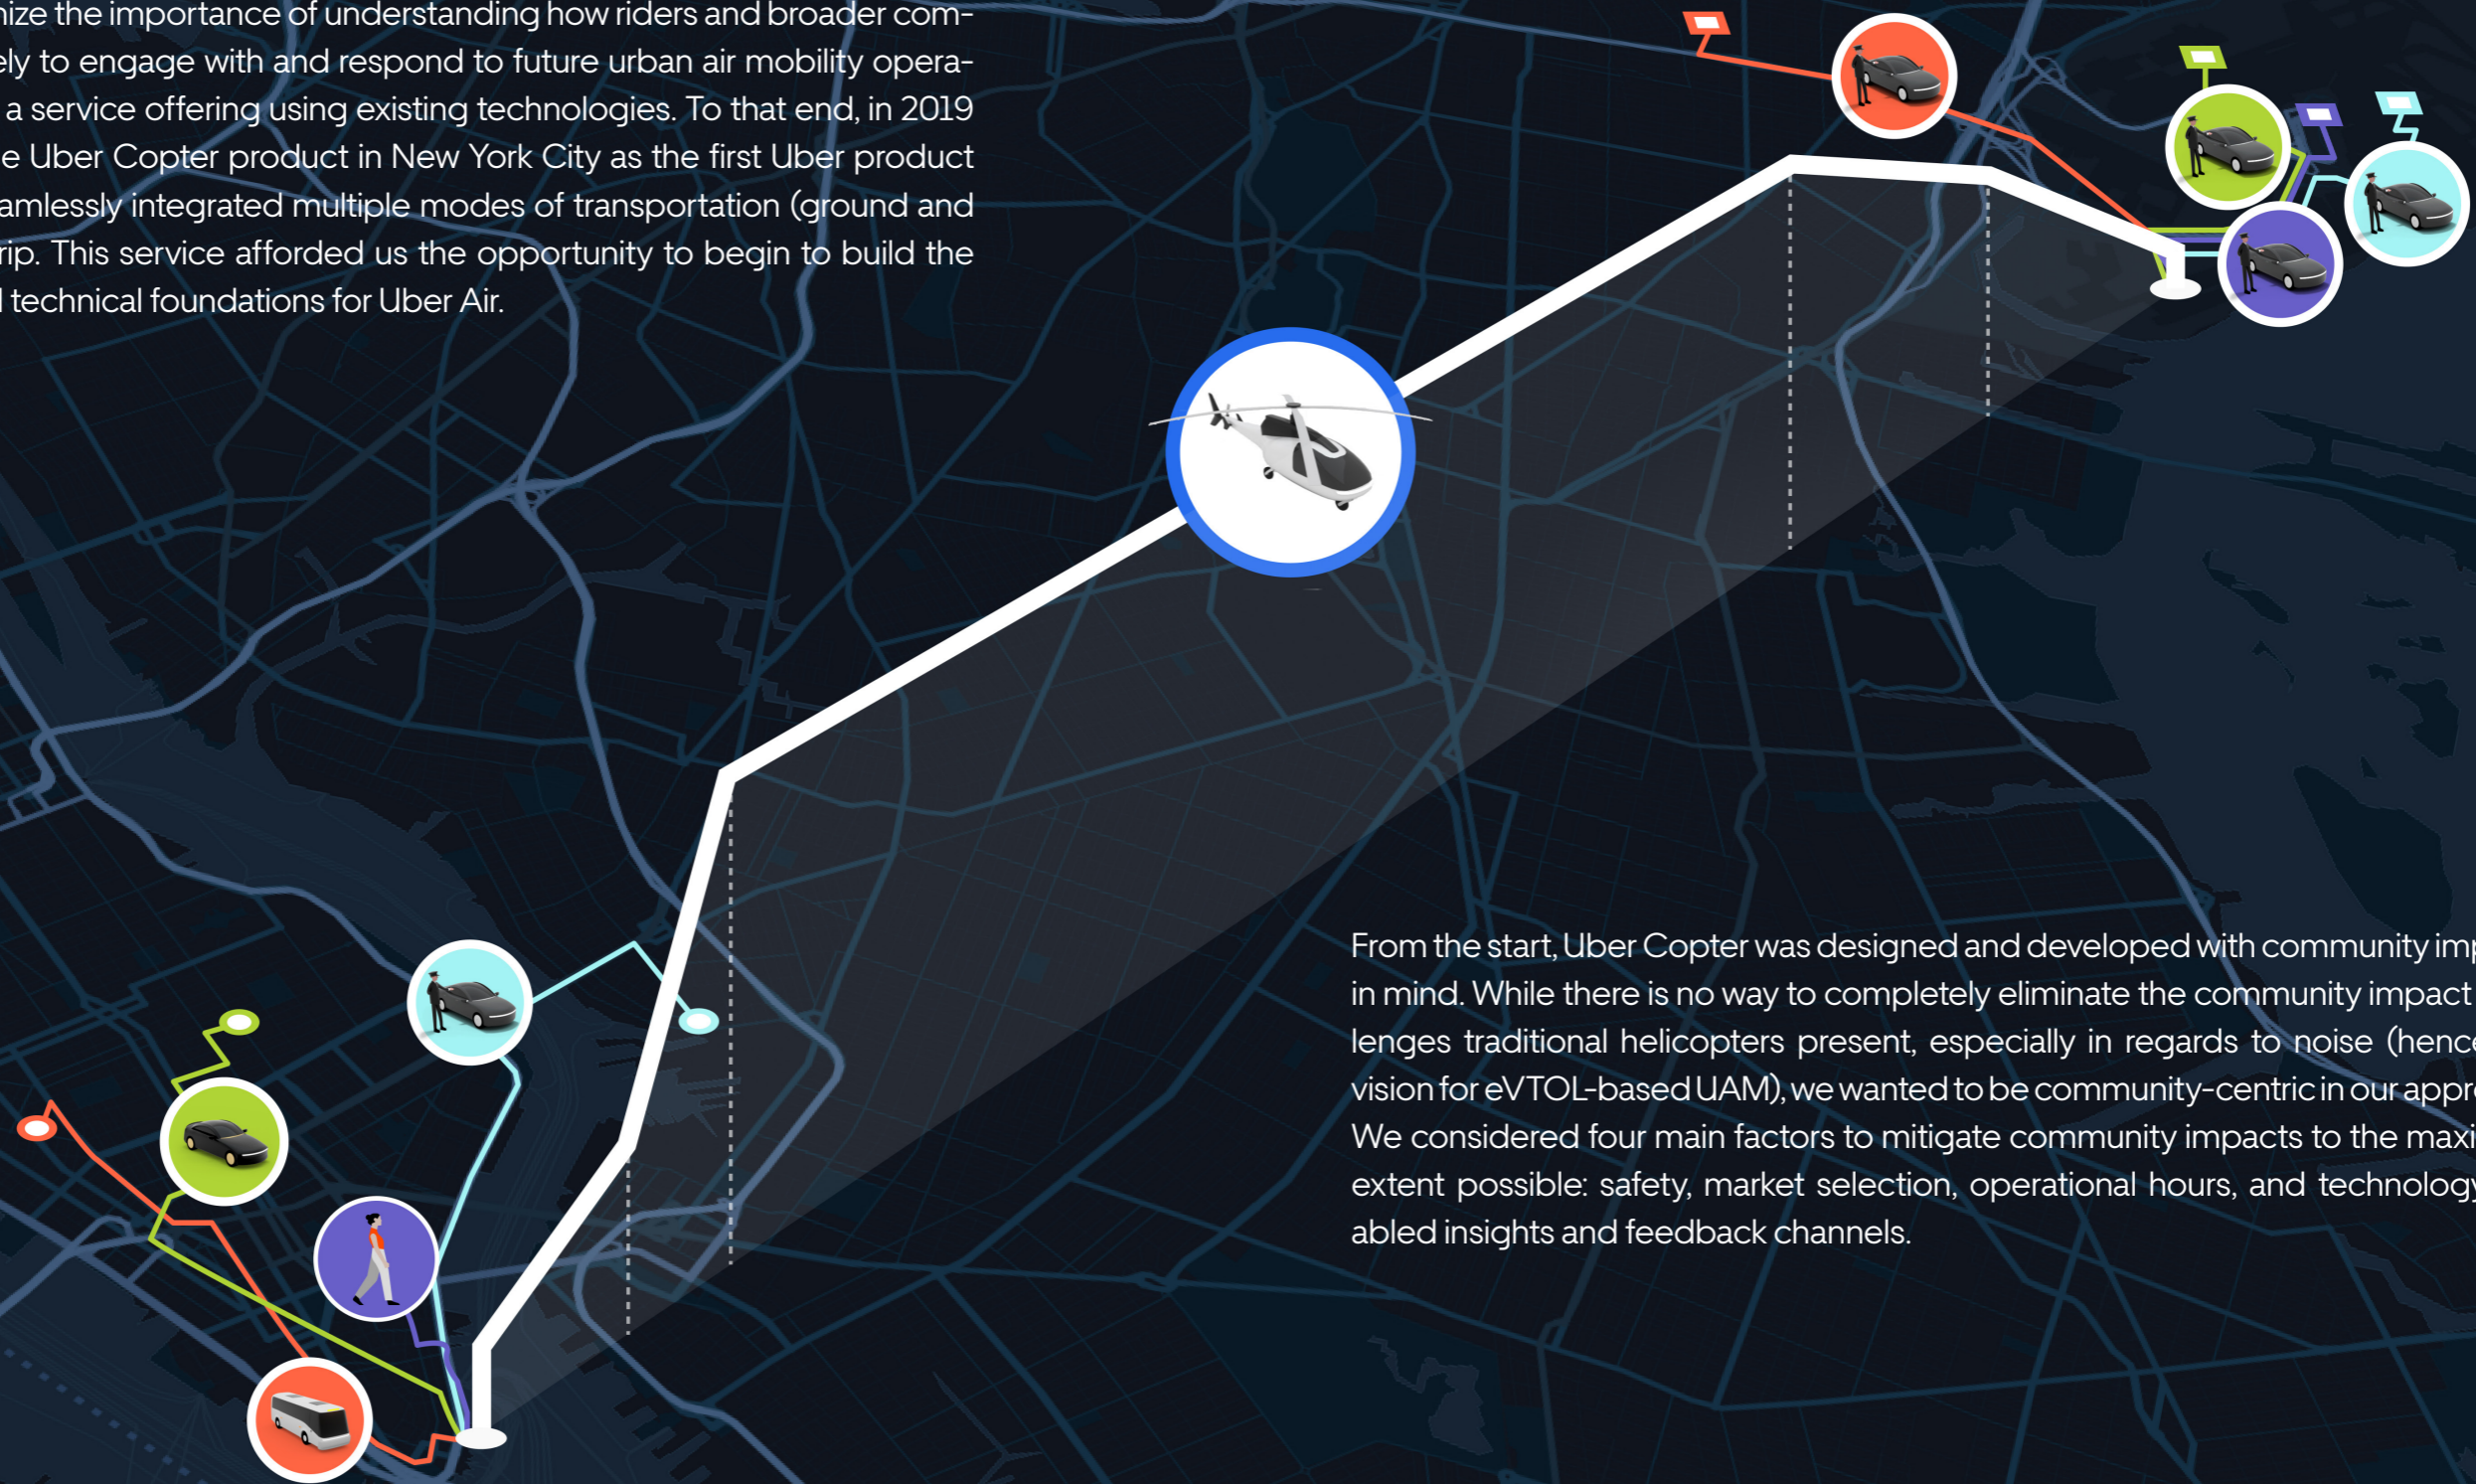 nize the importance of understanding how riders and broader com-
ely to engage with and respond to future urban air mobility opera-
a service offering using existing technologies. To that end, in 2019
e Uber Copter product in New York City as the first Uber product
amlessly integrated multiple modes of transportation (ground and
rip. This service afforded us the opportunity to begin to build the
l technical foundations for Uber Air.
From the start, Uber Copter was designed and developed with community imp
in mind. While there is no way to completely eliminate the community impact
lenges traditional helicopters present, especially in regards to noise (hence
vision for eVTOL-based UAM), we wanted to be community-centric in our appro
We considered four main factors to mitigate community impacts to the maxi
extent possible: safety, market selection, operational hours, and technology
abled insights and feedback channels.